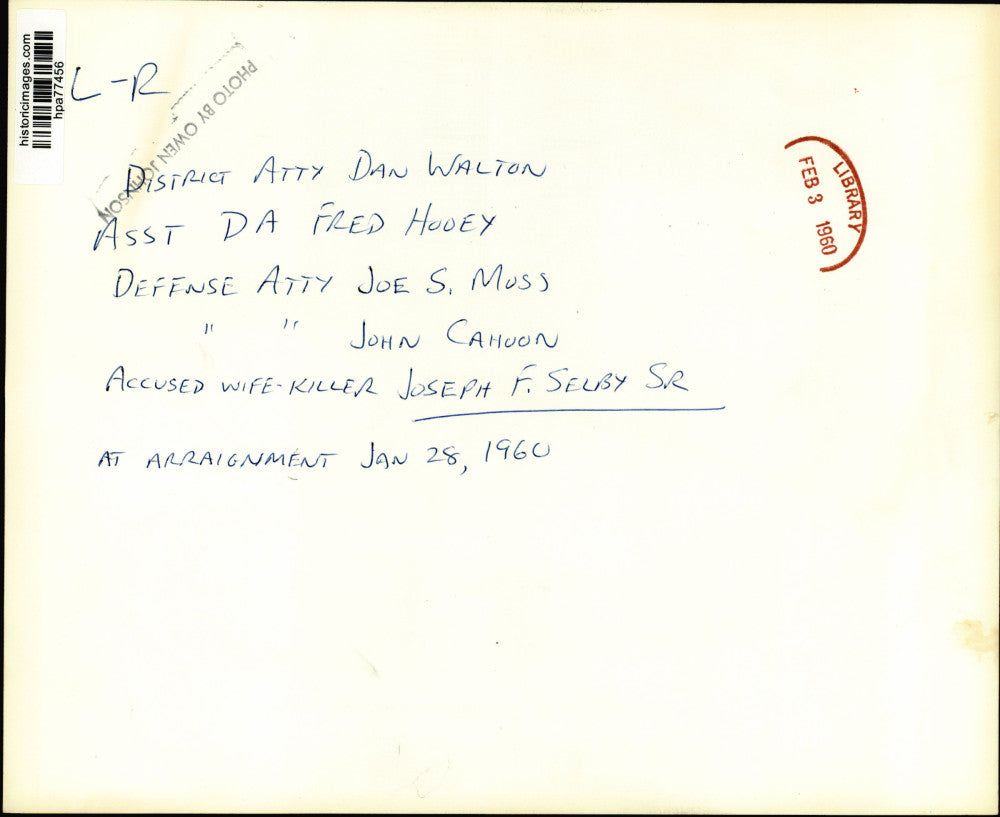 historicimages.com
hpa77456
L-R
PHOTO BY OWEN JOHNSON
DISTRICT ATTY DAN WALTON
ASST DA FRED HOOEY
DEFENSE ATTY JOE S. MOSS
" " JOHN CAHOON
ACCUSED WIFE-KILLER JOSEPH F. SELBY SR
AT ARRAIGNMENT JAN 28, 1960
LIBRARY
FEB 3 1960